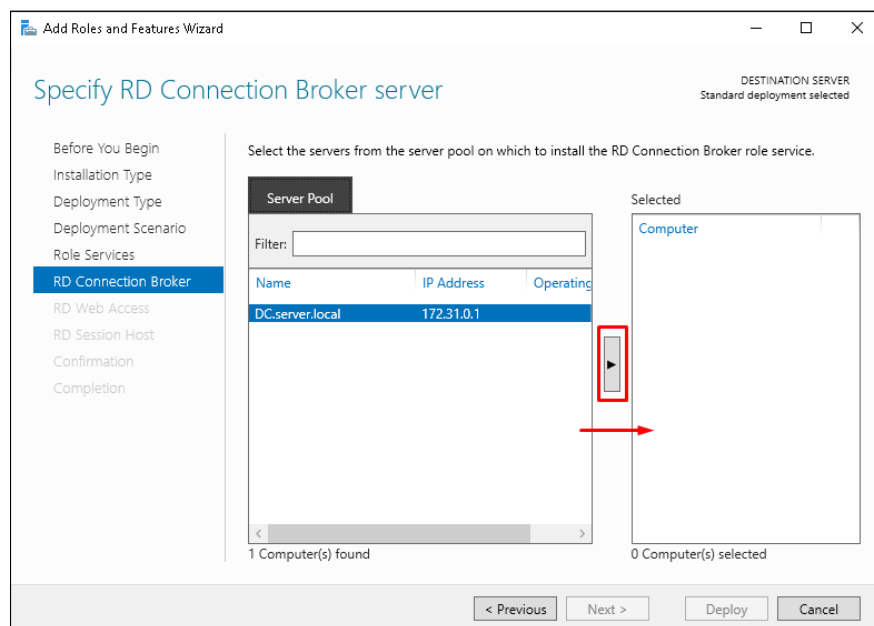 Add Roles and Features Wizard
Specify RD Connection Broker server
DESTINATION SERVER
Standard deployment selected
Before You Begin
Installation Type
Deployment Type
Deployment Scenario
Role Services
RD Connection Broker
RD Web Access
RD Session Host
Confirmation
Completion
Select the servers from the server pool on which to install the RD Connection Broker role service.
Server Pool
Filter:
Name IP Address Operating
DC.server.local 172.31.0.1
1 Computer(s) found
Selected
Computer
0 Computer(s) selected
< Previous Next > Deploy Cancel